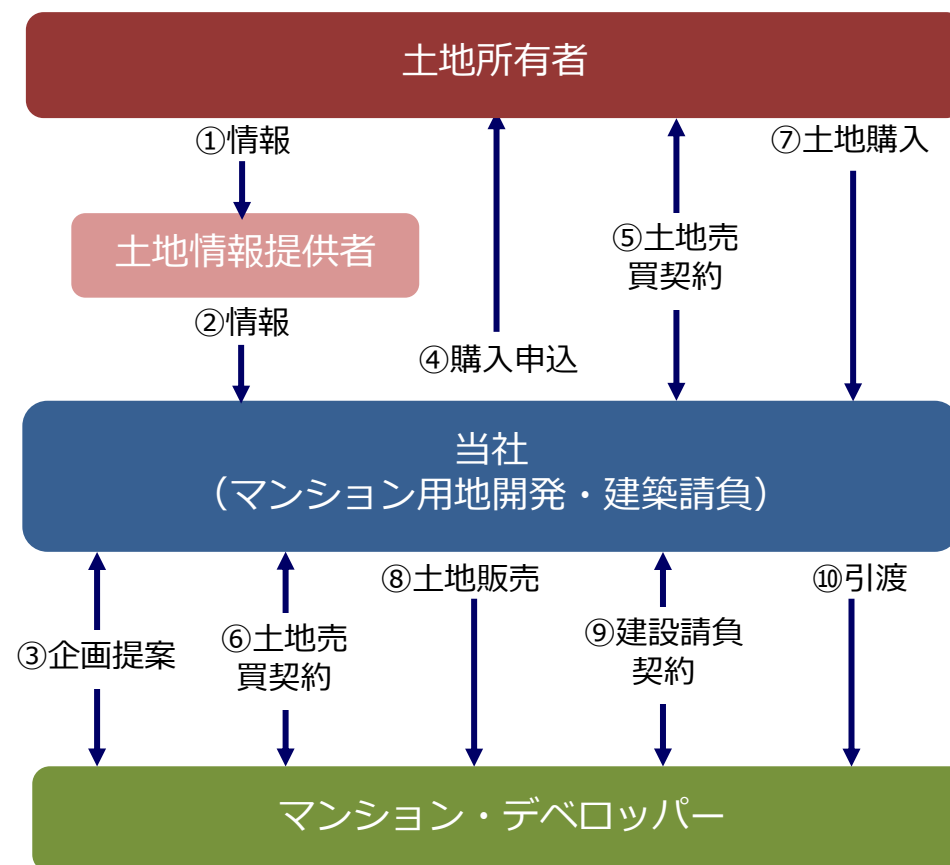 土地所有者
①情報
⑦土地購入
土地情報提供者
⑤土地売
買契約
②情報
④購入申込
当社
（マンション用地開発・建築請負）
⑧土地販売
⑩引渡
③企画提案
⑥土地売
買契約
⑨建設請負
契約
マンション・デベロッパー